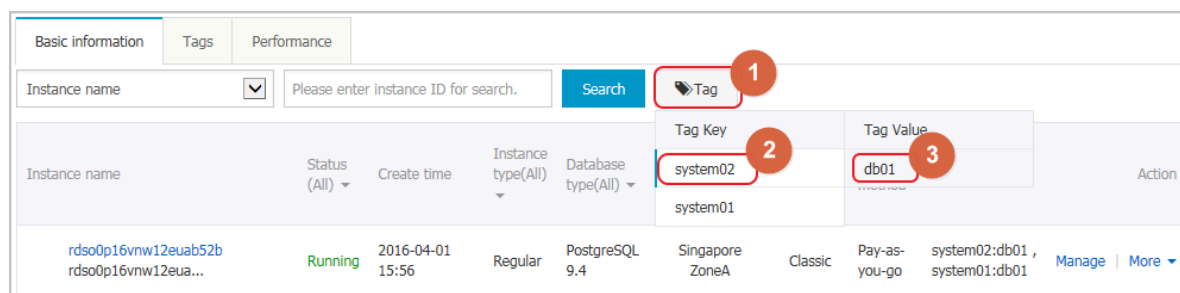 Basic information Tags Performance
Instance name Please enter instance ID for search. Search Tag 1
Tag Key Tag Value
Instance name Status (All) Create time Instance type(All) Database type(All) system02 2 db01 3 Action
system01
rdso0p16vnw12euab52b
rdso0p16vnw12eua...
Running
2016-04-01
15:56
Regular
PostgreSQL
9.4
Singapore
ZoneA
Classic
Pay-as-
you-go
system02:db01 ,
system01:db01
Manage | More